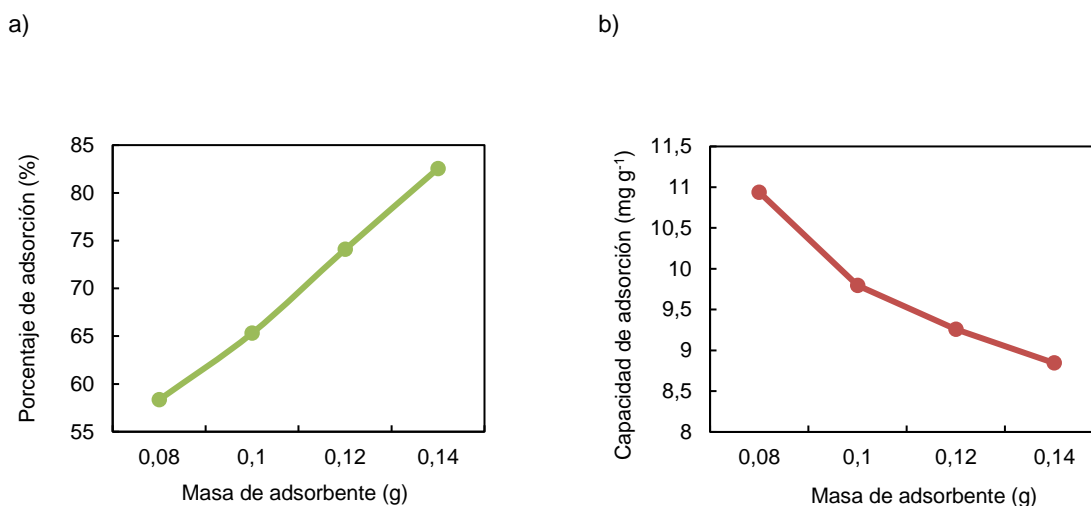 a)
b)
Porcentaje de adsorción (%)
85
80
75
70
65
60
55
0,08 0,1 0,12 0,14
Masa de adsorbente (g)
Capacidad de adsorción (mg g⁻¹)
11,5
11
10,5
10
9,5
9
8,5
8
0,08 0,1 0,12 0,14
Masa de adsorbente (g)